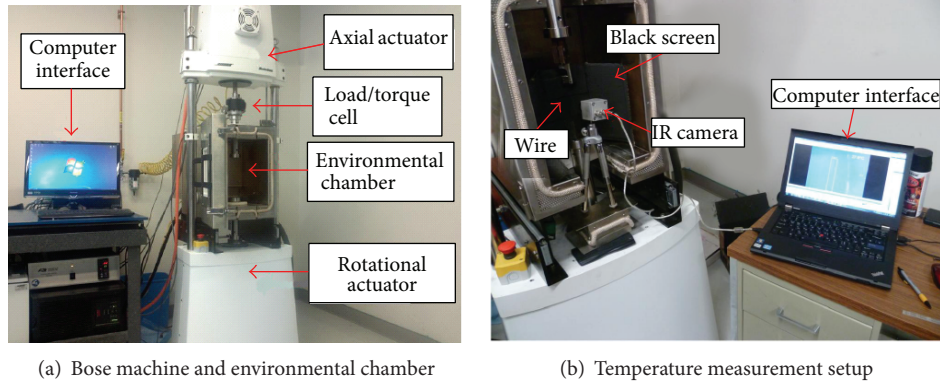 Computer
interface
Axial actuator
Load/torque
cell
Environmental
chamber
Rotational
actuator
BOSE
Black screen
Wire
IR camera
Computer interface
(a) Bose machine and environmental chamber
(b) Temperature measurement setup